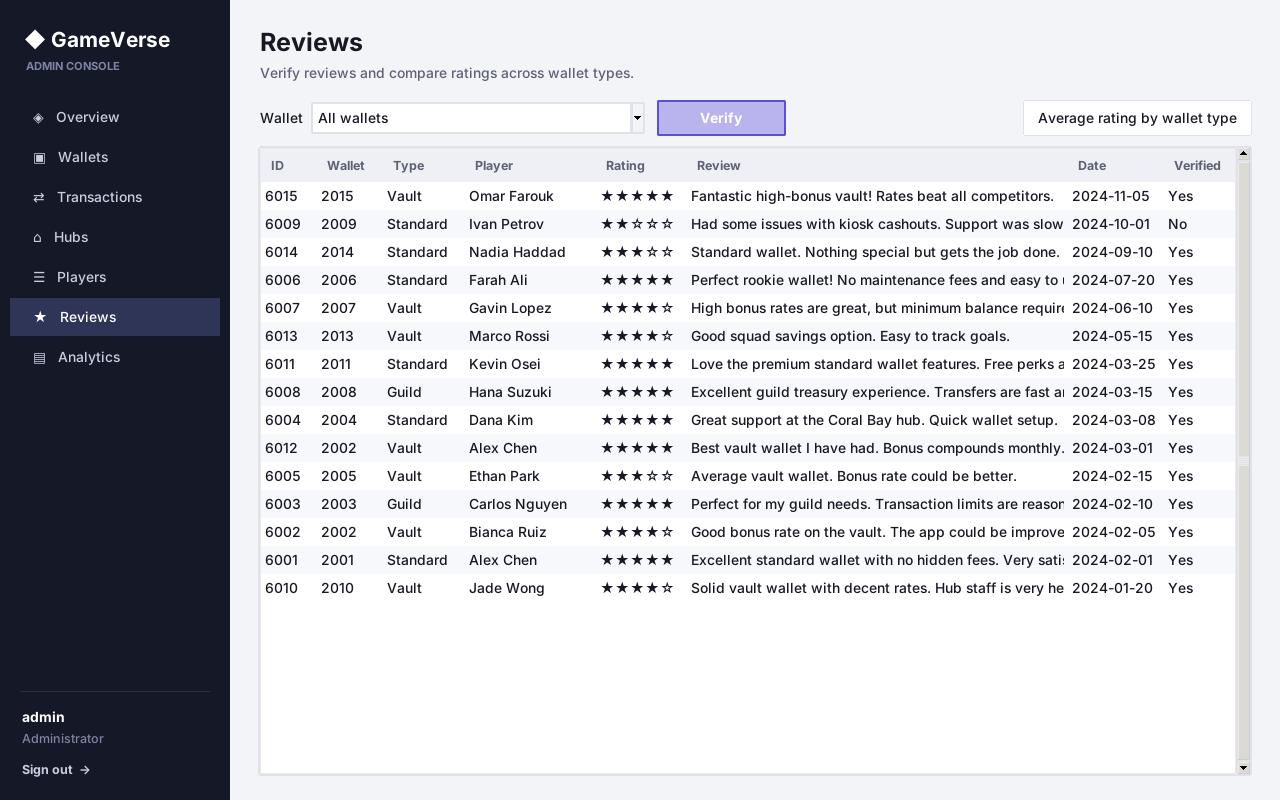 ◆ GameVerse
ADMIN CONSOLE
◈ Overview
▣ Wallets
⇄ Transactions
⌂ Hubs
☰ Players
★ Reviews
▤ Analytics
admin
Administrator
Sign out →
Reviews
Verify reviews and compare ratings across wallet types.
Wallet All wallets Verify Average rating by wallet type
ID Wallet Type Player Rating Review Date Verified
6015 2015 Vault Omar Farouk ★★★★★ Fantastic high-bonus vault! Rates beat all competitors. 2024-11-05 Yes
6009 2009 Standard Ivan Petrov ★★☆☆☆ Had some issues with kiosk cashouts. Support was slow 2024-10-01 No
6014 2014 Standard Nadia Haddad ★★★☆☆ Standard wallet. Nothing special but gets the job done. 2024-09-10 Yes
6006 2006 Standard Farah Ali ★★★★★ Perfect rookie wallet! No maintenance fees and easy to 2024-07-20 Yes
6007 2007 Vault Gavin Lopez ★★★★☆ High bonus rates are great, but minimum balance require 2024-06-10 Yes
6013 2013 Vault Marco Rossi ★★★★☆ Good squad savings option. Easy to track goals. 2024-05-15 Yes
6011 2011 Standard Kevin Osei ★★★★★ Love the premium standard wallet features. Free perks a 2024-03-25 Yes
6008 2008 Guild Hana Suzuki ★★★★★ Excellent guild treasury experience. Transfers are fast a 2024-03-15 Yes
6004 2004 Standard Dana Kim ★★★★★ Great support at the Coral Bay hub. Quick wallet setup. 2024-03-08 Yes
6012 2002 Vault Alex Chen ★★★★★ Best vault wallet I have had. Bonus compounds monthly. 2024-03-01 Yes
6005 2005 Vault Ethan Park ★★★☆☆ Average vault wallet. Bonus rate could be better. 2024-02-15 Yes
6003 2003 Guild Carlos Nguyen ★★★★★ Perfect for my guild needs. Transaction limits are reason 2024-02-10 Yes
6002 2002 Vault Bianca Ruiz ★★★★☆ Good bonus rate on the vault. The app could be improve 2024-02-05 Yes
6001 2001 Standard Alex Chen ★★★★★ Excellent standard wallet with no hidden fees. Very satis 2024-02-01 Yes
6010 2010 Vault Jade Wong ★★★★☆ Solid vault wallet with decent rates. Hub staff is very he 2024-01-20 Yes